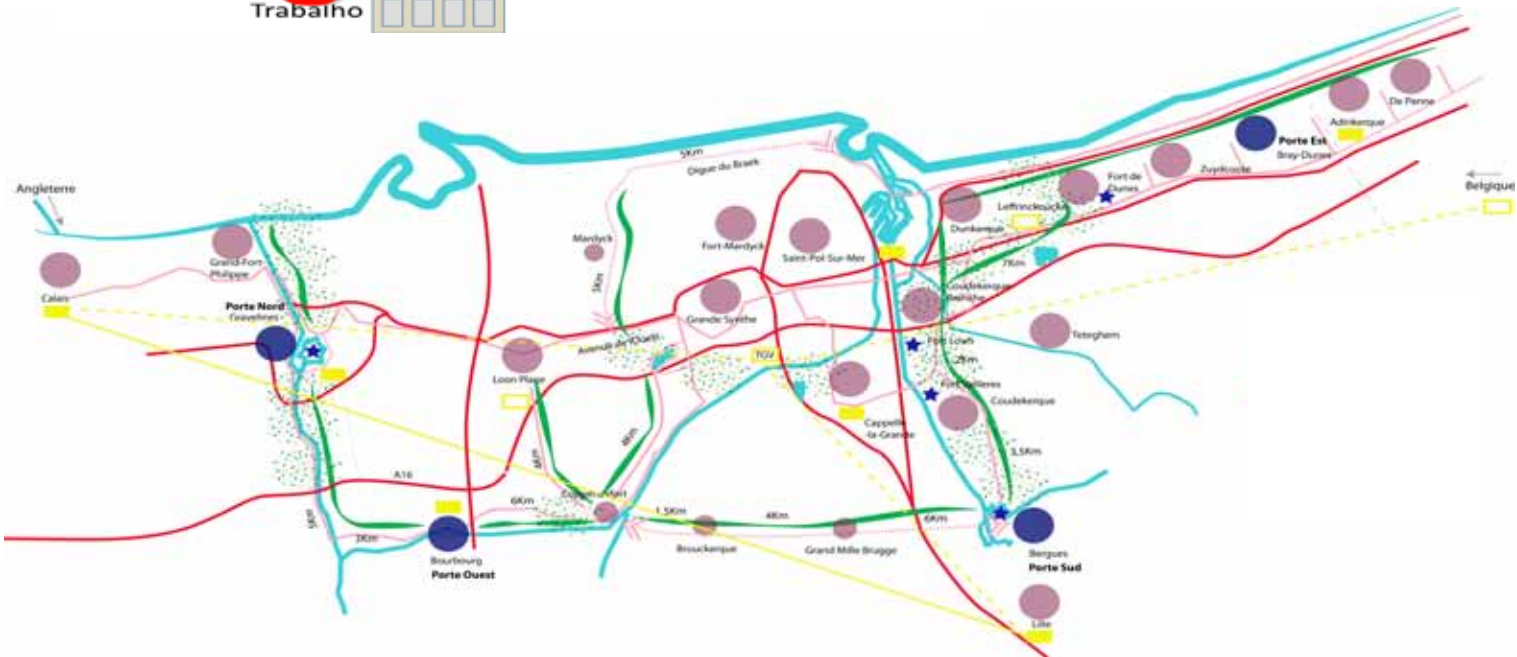 Trabalho
De Panne
Adinkerque
Porte Est
Bray-Dunes
5Km
Digue du Braek
Zuydcoote
Fort de
Dunes
Angleterre
Belgique
Leffrinckoucke
Dunkerque
Mardyck
Fort-Mardyck
Saint-Pol Sur-Mer
Grand-Fort-
Philippe
7Km
Calais
5Km
Coudekerque
Branche
Porte Nord
Gravelines
Grande Synthe
Teteghem
Avenue de l'Ouest
Fort Louis
TGV
2Km
Loon Plage
Fort Vallieres
Coudekerque
Cappelle
-la-Grande
4Km
4Km
3,5Km
A16
6Km
1.5Km
4Km
6Km
5Km
3Km
Brouckerque
Grand Mille Brugge
Bourbourg
Porte Ouest
Bergues
Porte Sud
Lille